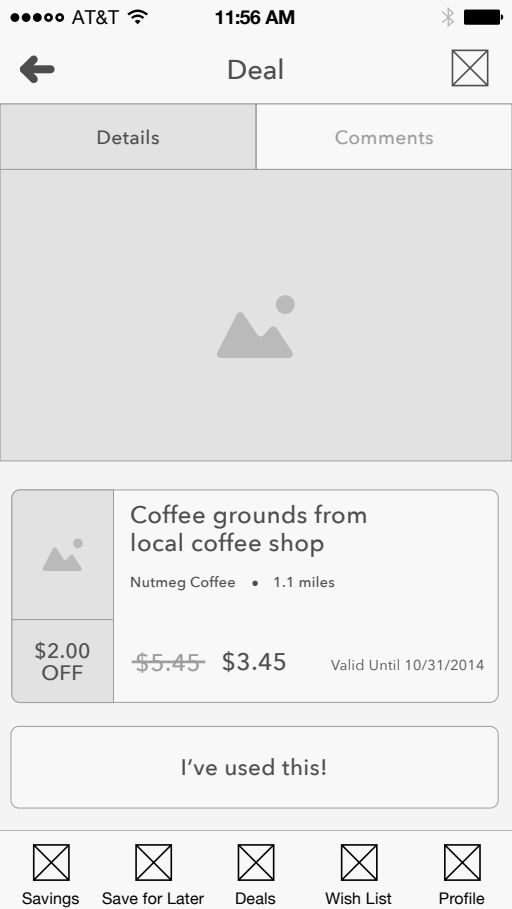 AT&T 11:56 AM
Deal
Details Comments
Coffee grounds from
local coffee shop
Nutmeg Coffee • 1.1 miles
$2.00
OFF
$5.45 $3.45 Valid Until 10/31/2014
I've used this!
Savings Save for Later Deals Wish List Profile